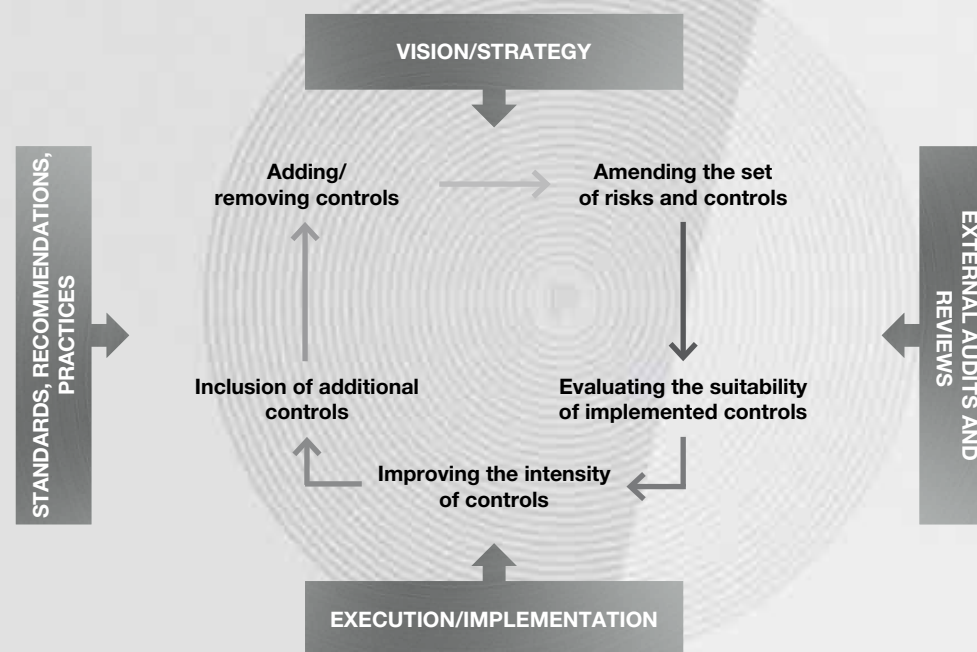 VISION/STRATEGY
STANDARDS, RECOMMENDATIONS,
PRACTICES
Adding/
removing controls
Amending the set
of risks and controls
EXTERNAL AUDITS AND
REVIEWS
Inclusion of additional
controls
Evaluating the suitability
of implemented controls
Improving the intensity
of controls
EXECUTION/IMPLEMENTATION